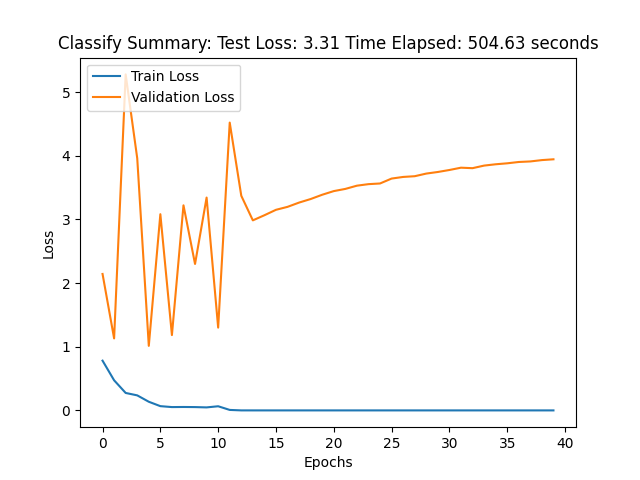 Classify Summary: Test Loss: 3.31 Time Elapsed: 504.63 seconds
Train Loss
Validation Loss
5
4
3
2
1
0
Loss
0 5 10 15 20 25 30 35 40
Epochs